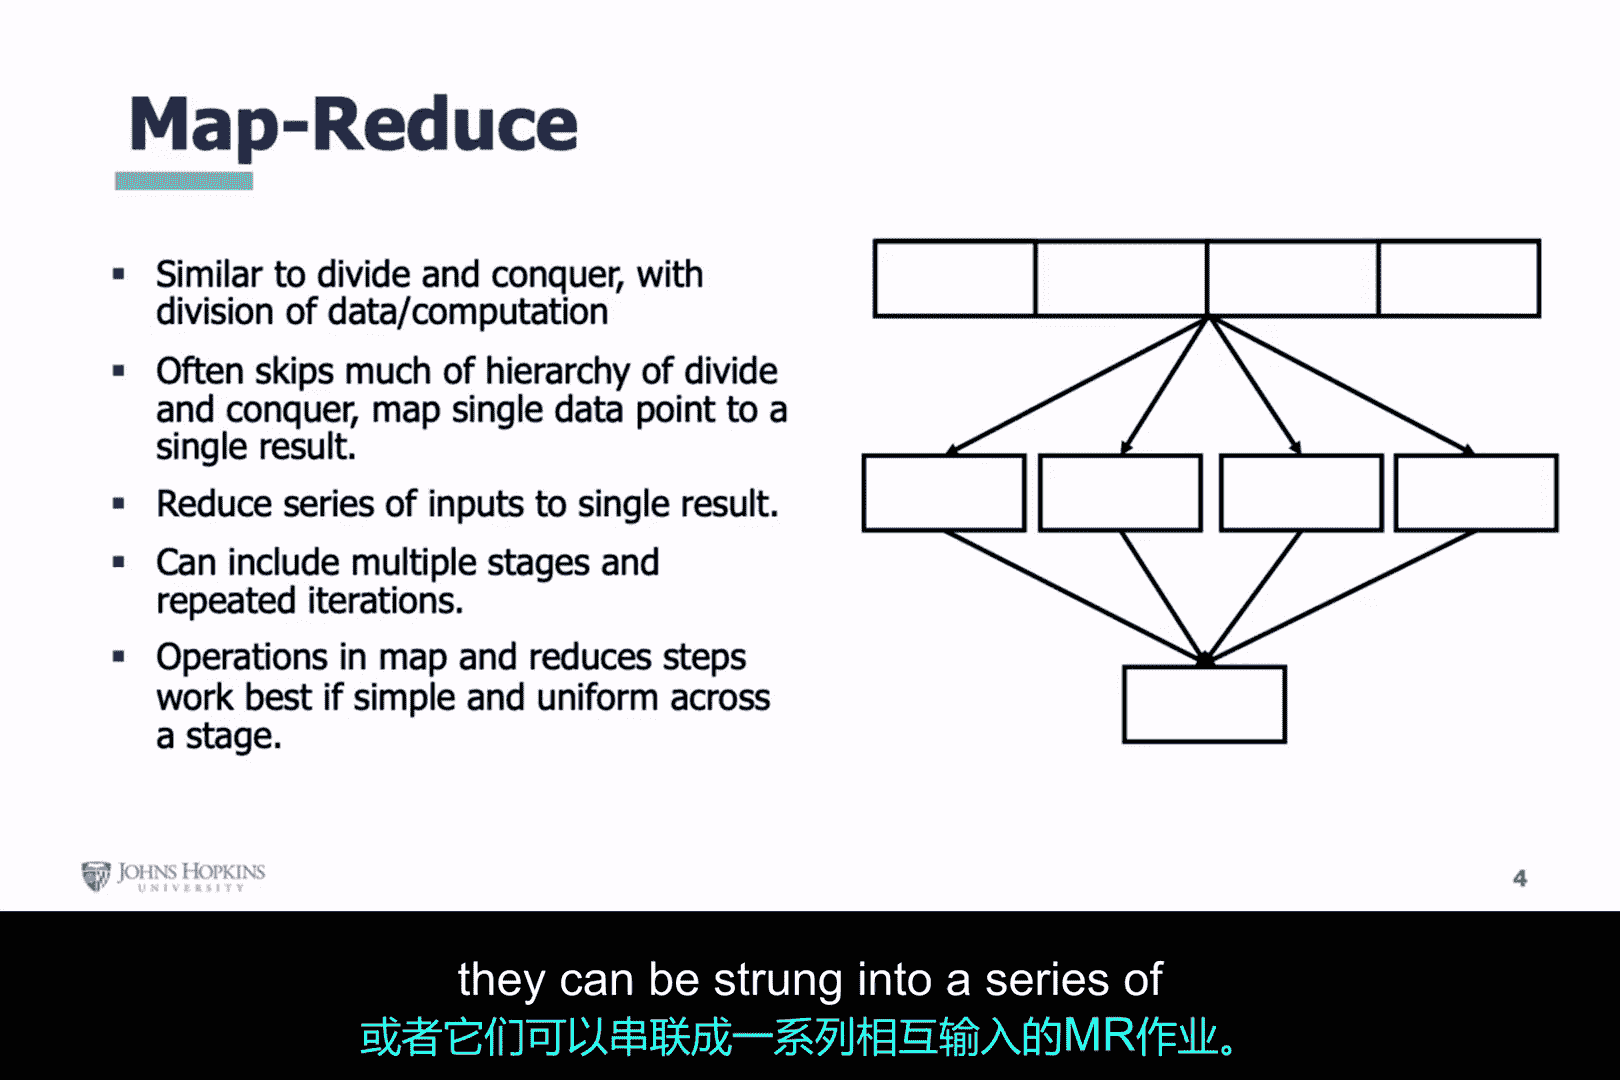 Map-Reduce
▪ Similar to divide and conquer, with
division of data/computation
▪ Often skips much of hierarchy of divide
and conquer, map single data point to a
single result.
▪ Reduce series of inputs to single result.
▪ Can include multiple stages and
repeated iterations.
▪ Operations in map and reduces steps
work best if simple and uniform across
a stage.
JOHNS HOPKINS
UNIVERSITY
4
they can be strung into a series of
或者它们可以串联成一系列相互输入的MR作业。